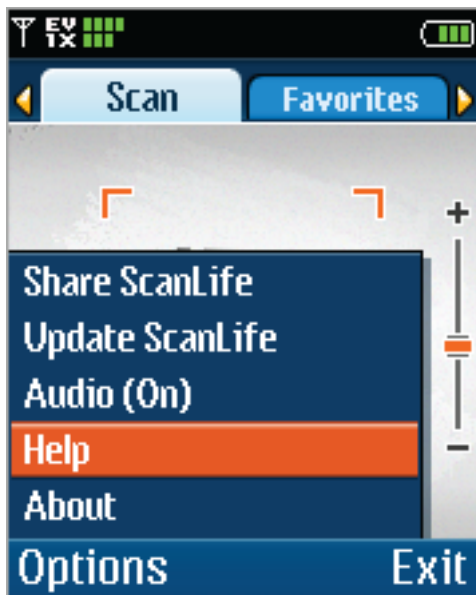 EV
1X
Scan
Favorites
Share ScanLife
Update ScanLife
Audio (On)
Help
About
Options
Exit